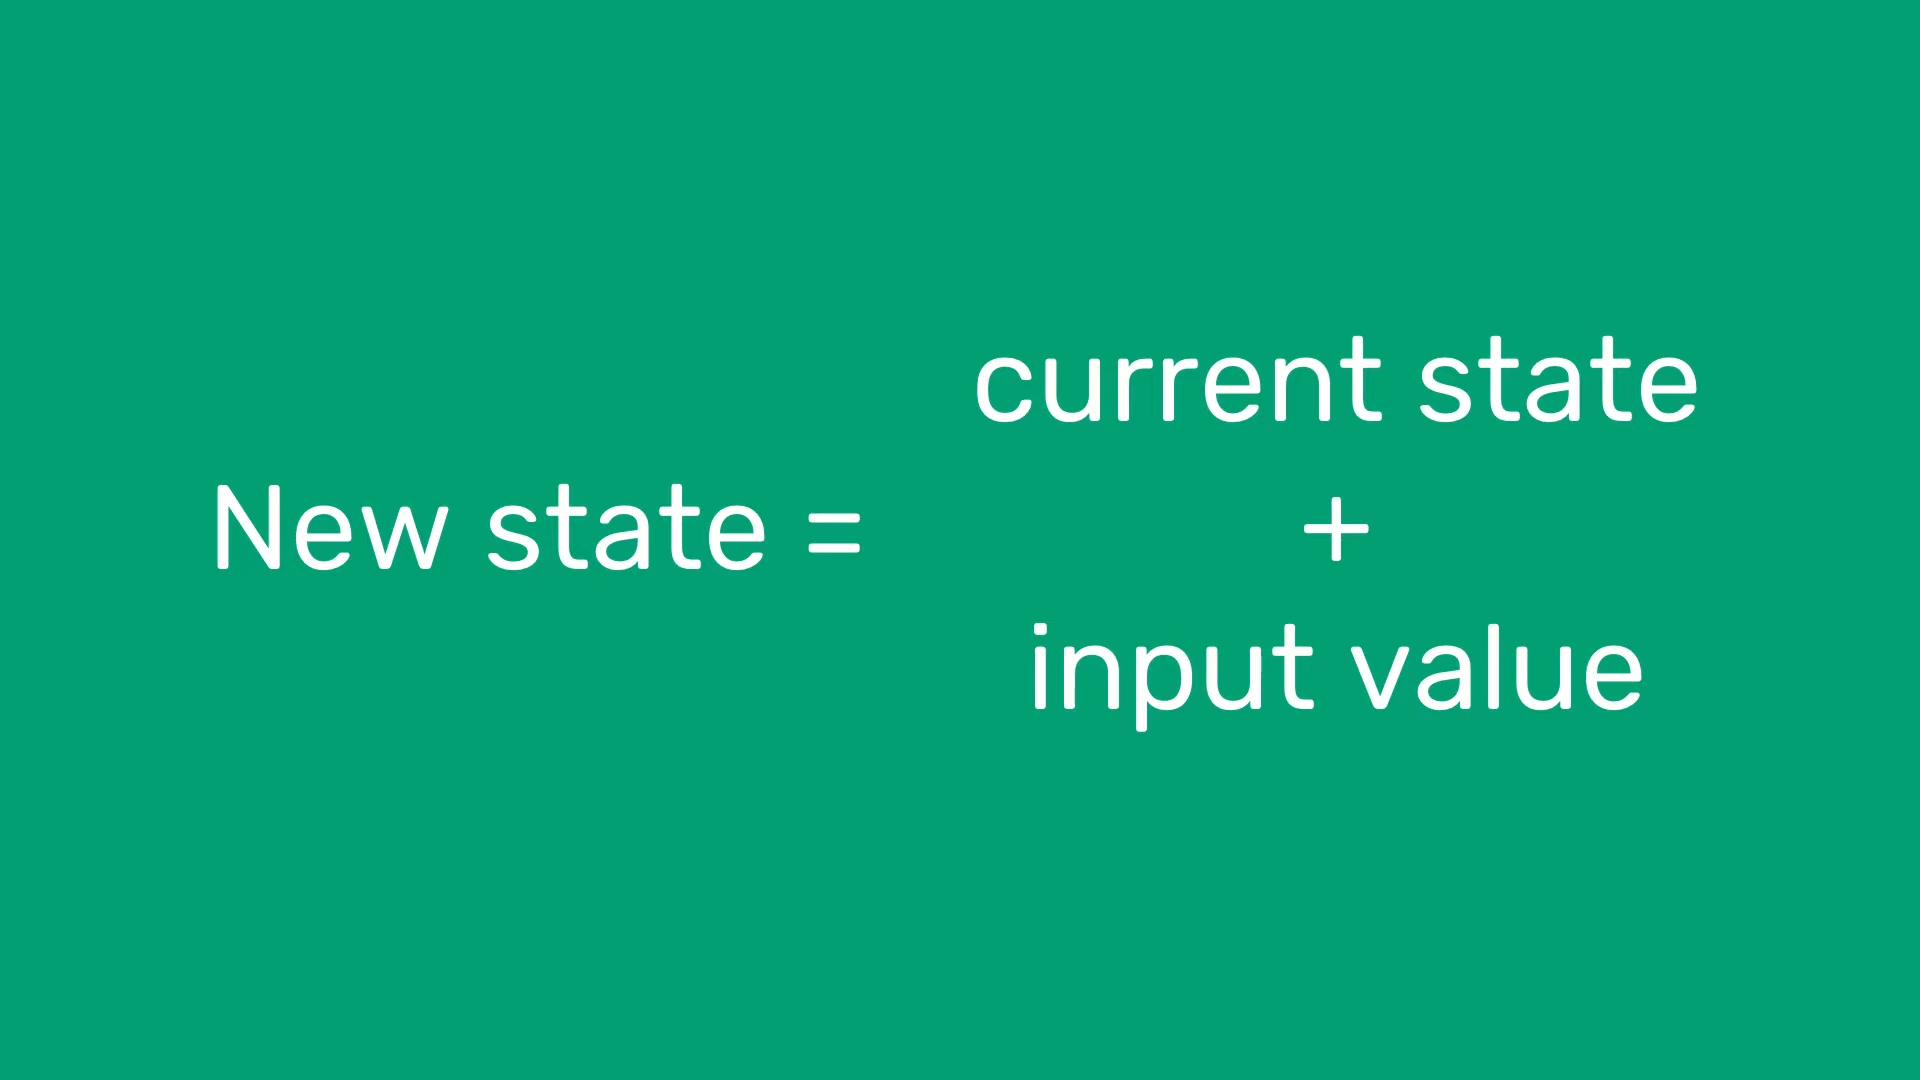 New state =
current state
+
input value